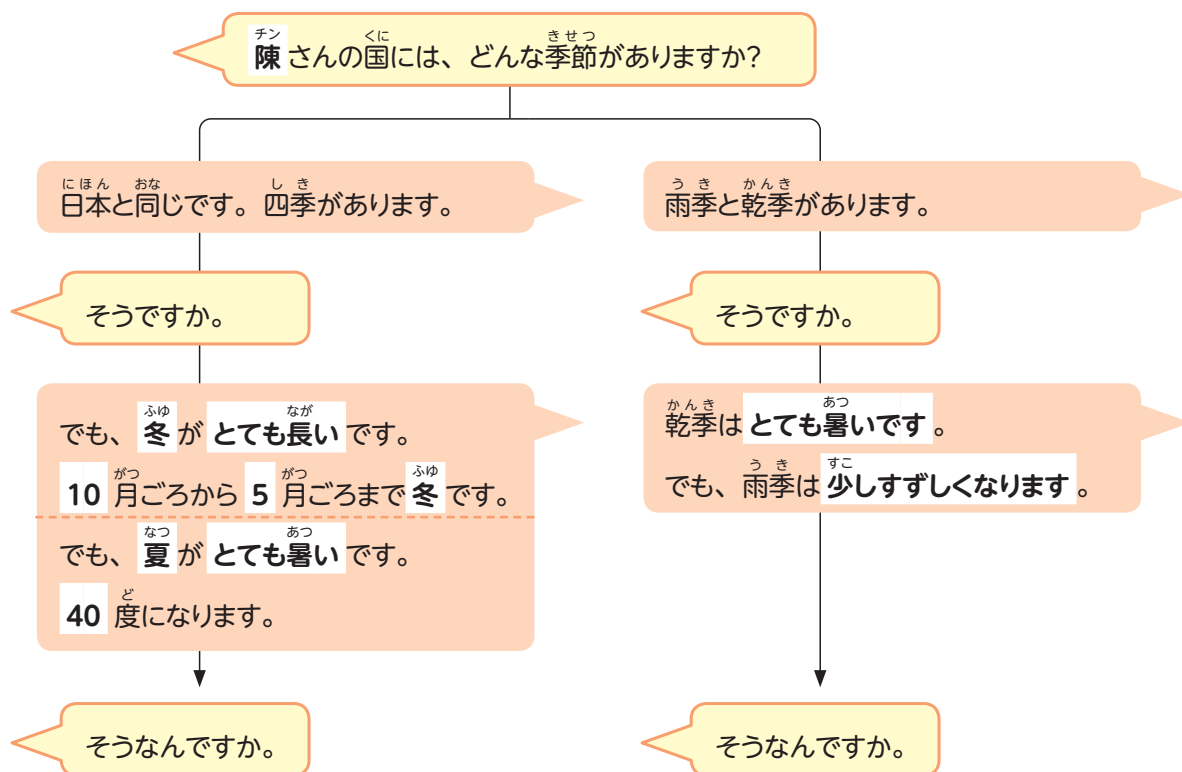 陳さんの国には、どんな季節がありますか?
日本と同じです。四季があります。
そうですか。
でも、冬がとても長いです。
10月ごろから5月ごろまで冬です。
でも、夏がとても暑いです。
40度になります。
そうなんですか。
雨季と乾季があります。
そうですか。
乾季はとても暑いです。
でも、雨季は少しすずしくなります。
そうなんですか。